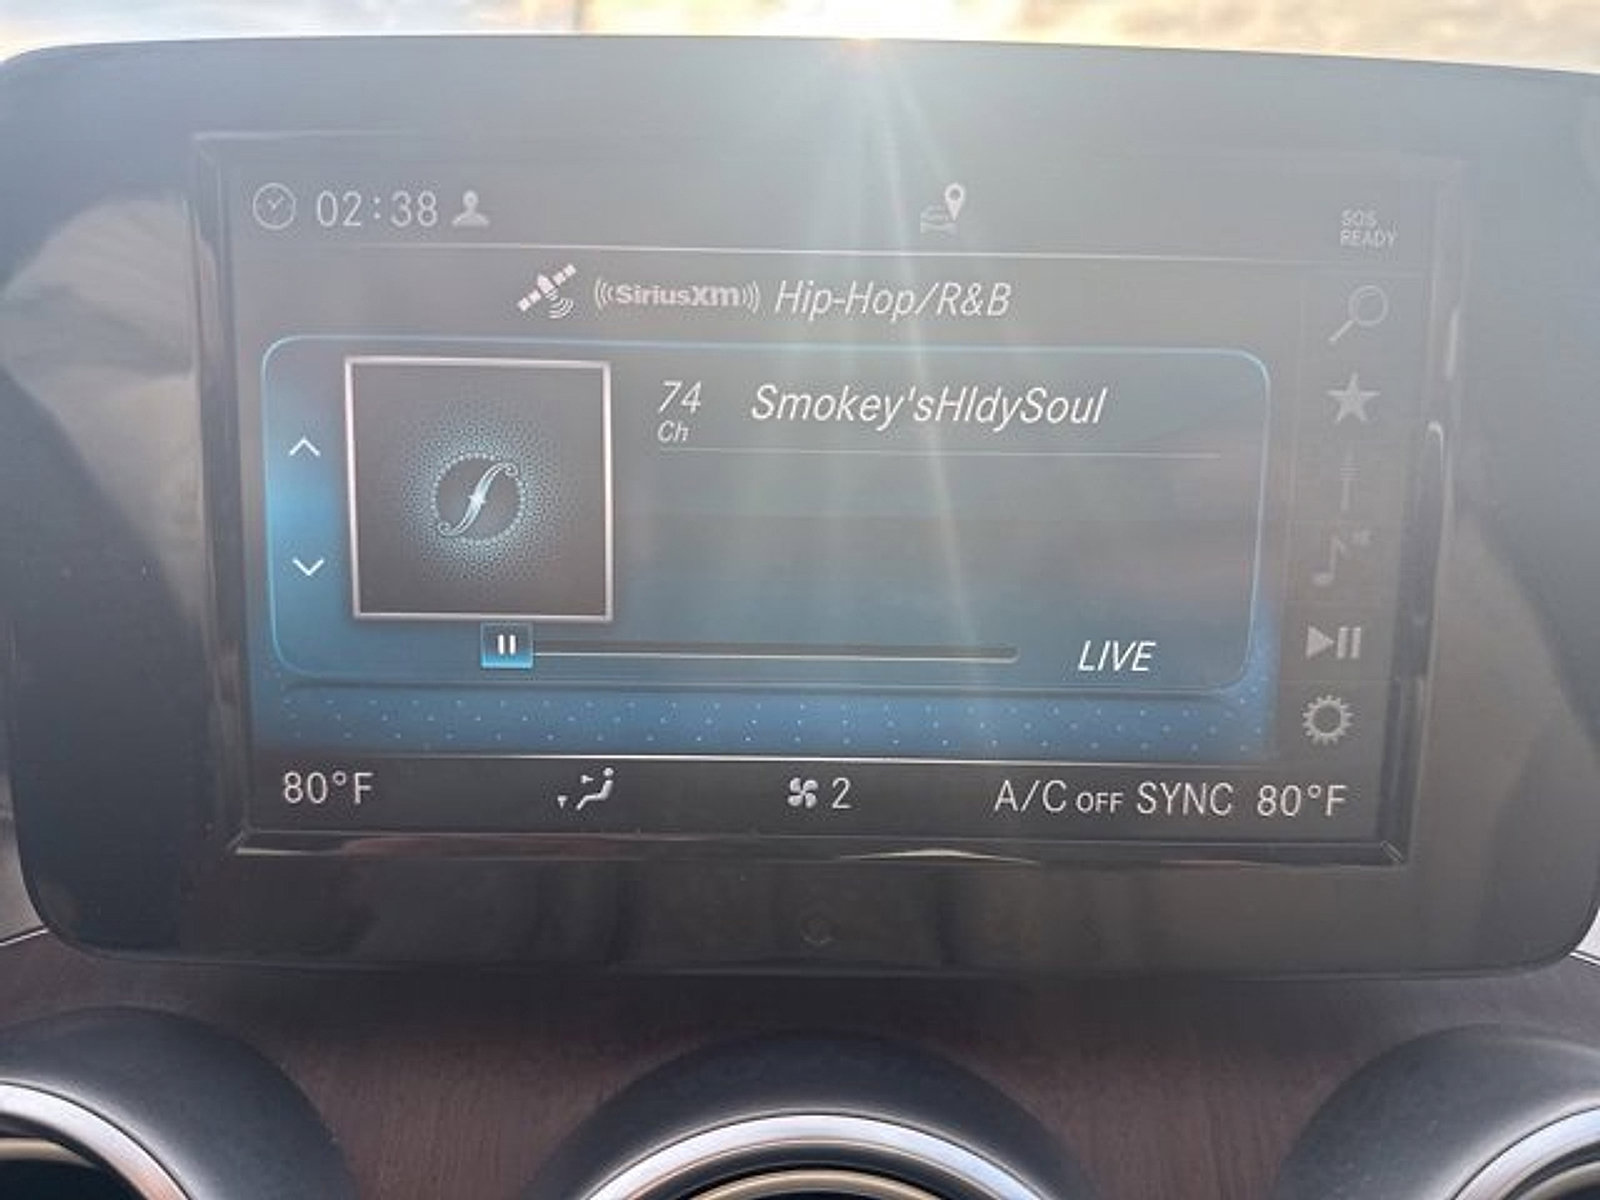 02:38
SOS
READY
((SiriusXM)) Hip-Hop/R&B
74 Smokey'sHldySoul
Ch
LIVE
80°F 2 A/C OFF SYNC 80°F